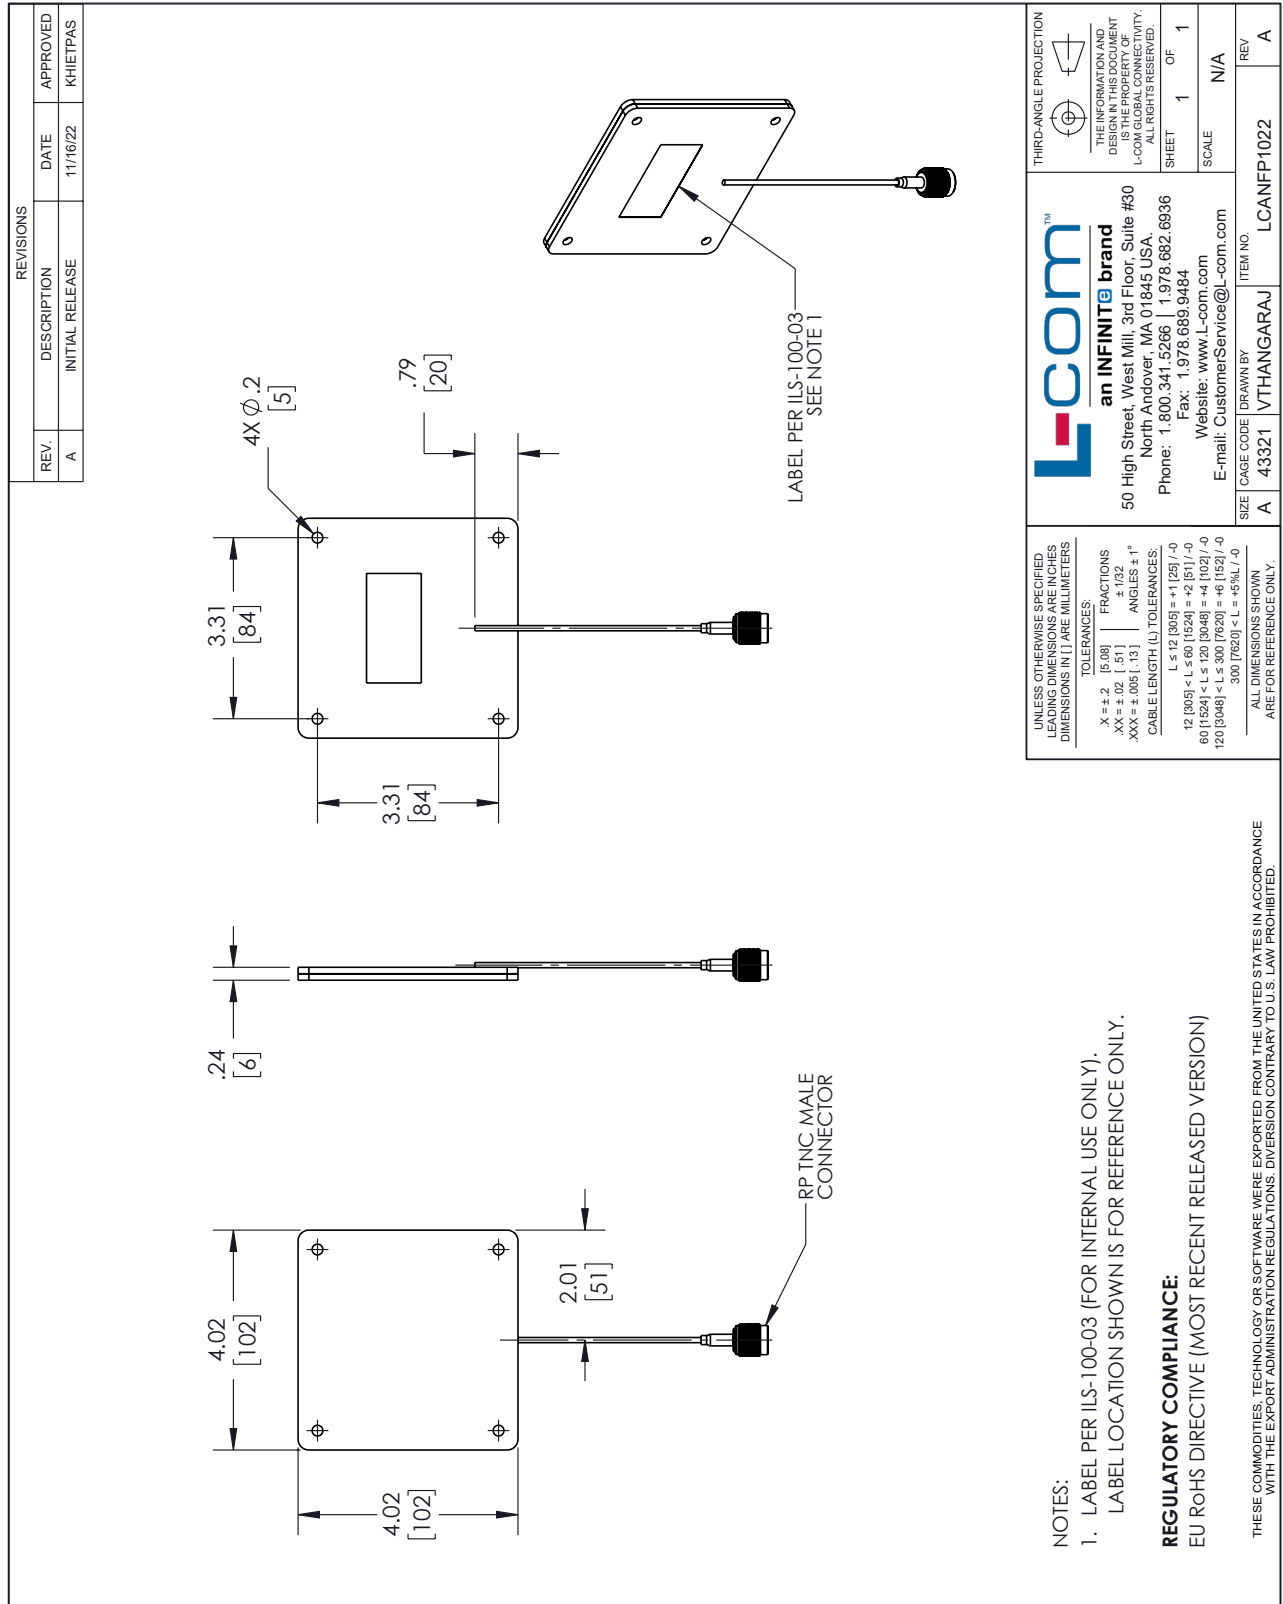 REVISIONS
REV. DESCRIPTION DATE APPROVED
A INITIAL RELEASE 11/16/22 KHIETPAS
4.02
[102]
4.02
[102]
2.01
[51]
RP TNC MALE
CONNECTOR
.24
[6]
3.31
[84]
3.31
[84]
4X Ø .2
[5]
.79
[20]
LABEL PER ILS-100-03
SEE NOTE 1
NOTES:
1. LABEL PER ILS-100-03 (FOR INTERNAL USE ONLY).
LABEL LOCATION SHOWN IS FOR REFERENCE ONLY.
REGULATORY COMPLIANCE:
EU RoHS DIRECTIVE (MOST RECENT RELEASED VERSION)
THESE COMMODITIES, TECHNOLOGY OR SOFTWARE WERE EXPORTED FROM THE UNITED STATES IN ACCORDANCE
WITH THE EXPORT ADMINISTRATION REGULATIONS. DIVERSION CONTRARY TO U.S. LAW PROHIBITED.
UNLESS OTHERWISE SPECIFIED
LEADING DIMENSIONS ARE INCHES
DIMENSIONS IN [ ] ARE MILLIMETERS
TOLERANCES:
.X = ± .2 [5.08] FRACTIONS
.XX = ± .02 [ .51] ± 1/32
.XXX = ± .005 [ .13 ] ANGLES ± 1°
CABLE LENGTH (L) TOLERANCES:
L ≤ 12 [305] = +1 [25] / -0
12 [305] < L ≤ 60 [1524] = +2 [51] / -0
60 [1524] < L ≤ 120 [3048] = +4 [102] / -0
120 [3048] < L ≤ 300 [7620] = +6 [152] / -0
300 [7620] < L = +5%L / -0
ALL DIMENSIONS SHOWN
ARE FOR REFERENCE ONLY.
L-com™
an INFINITe brand
50 High Street, West Mill, 3rd Floor, Suite #30
North Andover, MA 01845 USA.
Phone: 1.800.341.5266 | 1.978.682.6936
Fax: 1.978.689.9484
Website: www.L-com.com
E-mail: CustomerService@L-com.com
THIRD-ANGLE PROJECTION
THE INFORMATION AND
DESIGN IN THIS DOCUMENT
IS THE PROPERTY OF
L-COM GLOBAL CONNECTIVITY.
ALL RIGHTS RESERVED.
SHEET 1 OF 1
SCALE N/A
SIZE CAGE CODE DRAWN BY ITEM NO. REV
A 43321 VTHANGARAJ LCANFP1022 A